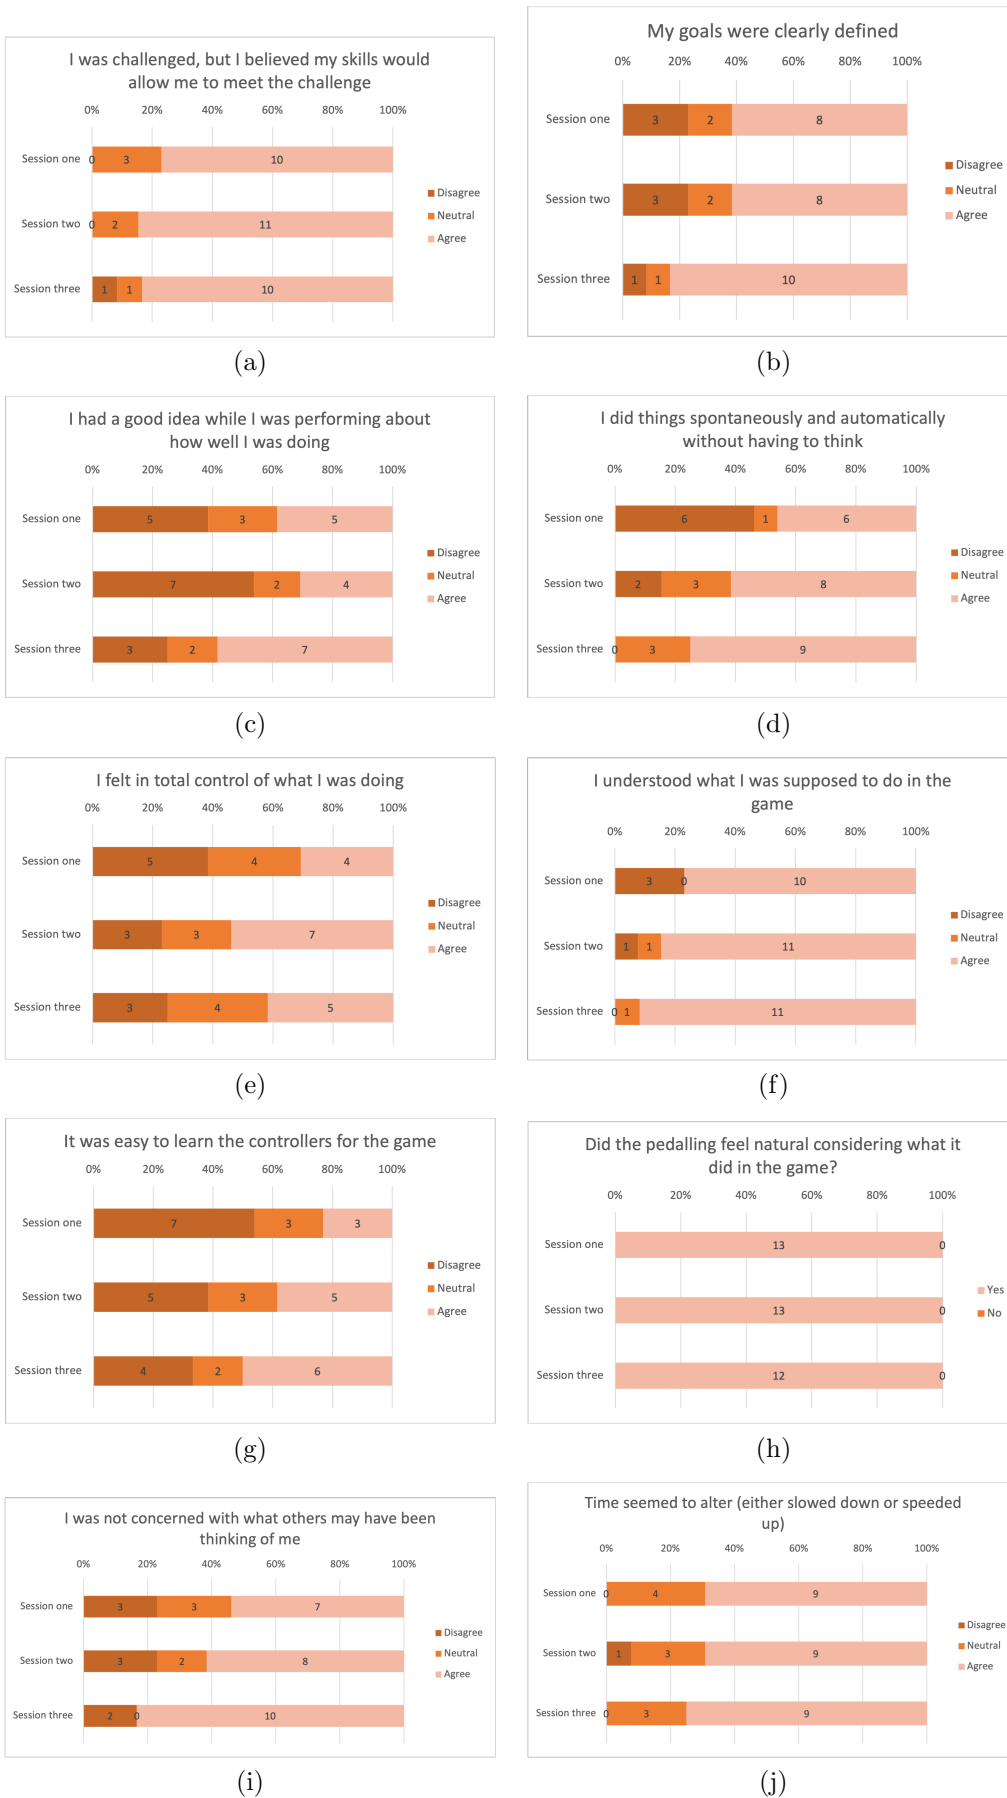 I was challenged, but I believed my skills would
allow me to meet the challenge
0% 20% 40% 60% 80% 100%
Session one 0 3 10
Session two 0 2 11
Session three 1 1 10
Disagree
Neutral
Agree
(a)
My goals were clearly defined
0% 20% 40% 60% 80% 100%
Session one 3 2 8
Session two 3 2 8
Session three 1 1 10
Disagree
Neutral
Agree
(b)
I had a good idea while I was performing about
how well I was doing
0% 20% 40% 60% 80% 100%
Session one 5 3 5
Session two 7 2 4
Session three 3 2 7
Disagree
Neutral
Agree
(c)
I did things spontaneously and automatically
without having to think
0% 20% 40% 60% 80% 100%
Session one 6 1 6
Session two 2 3 8
Session three 0 3 9
Disagree
Neutral
Agree
(d)
I felt in total control of what I was doing
0% 20% 40% 60% 80% 100%
Session one 5 4 4
Session two 3 3 7
Session three 3 4 5
Disagree
Neutral
Agree
(e)
I understood what I was supposed to do in the
game
0% 20% 40% 60% 80% 100%
Session one 3 0 10
Session two 1 1 11
Session three 0 1 11
Disagree
Neutral
Agree
(f)
It was easy to learn the controllers for the game
0% 20% 40% 60% 80% 100%
Session one 7 3 3
Session two 5 3 5
Session three 4 2 6
Disagree
Neutral
Agree
(g)
Did the pedalling feel natural considering what it
did in the game?
0% 20% 40% 60% 80% 100%
Session one 13 0
Session two 13 0
Session three 12 0
Yes
No
(h)
I was not concerned with what others may have been
thinking of me
0% 20% 40% 60% 80% 100%
Session one 3 3 7
Session two 3 2 8
Session three 2 0 10
Disagree
Neutral
Agree
(i)
Time seemed to alter (either slowed down or speeded
up)
0% 20% 40% 60% 80% 100%
Session one 0 4 9
Session two 1 3 9
Session three 0 3 9
Disagree
Neutral
Agree
(j)